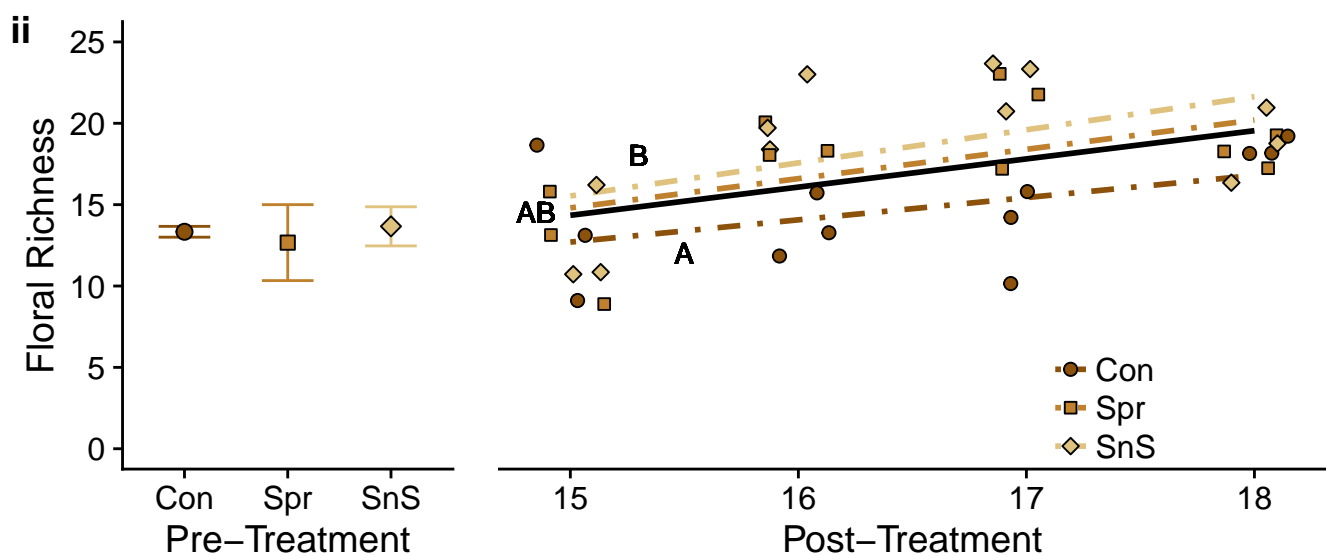 ii
Floral Richness
25
20
15
10
5
0
Con Spr SnS
Pre−Treatment
B
AB
A
Con
Spr
SnS
15 16 17 18
Post−Treatment